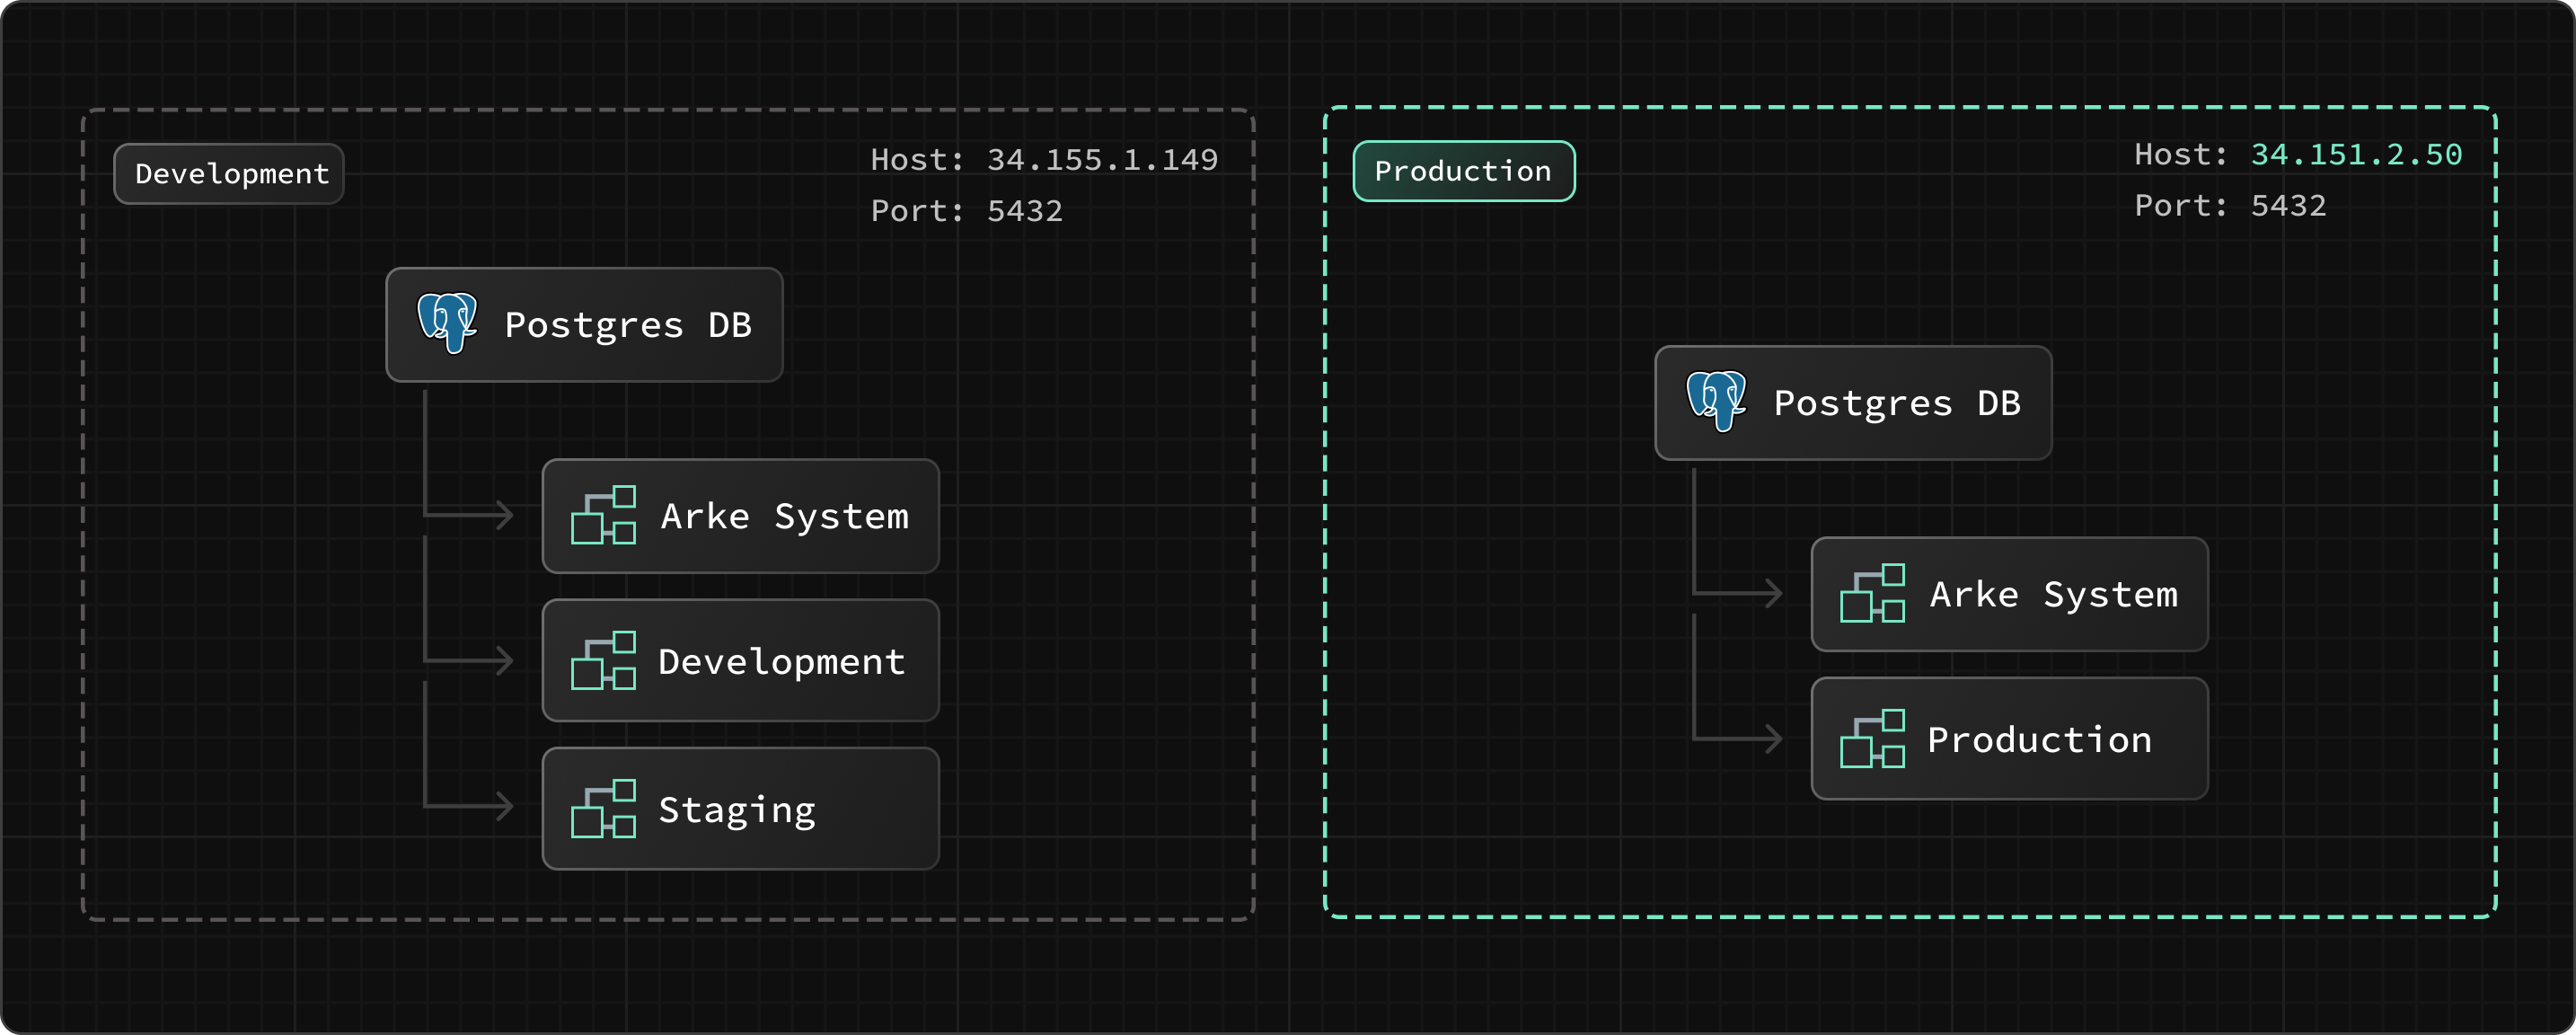 Development
Host: 34.155.1.149
Port: 5432
Postgres DB
Arke System
Development
Staging
Production
Host: 34.151.2.50
Port: 5432
Postgres DB
Arke System
Production